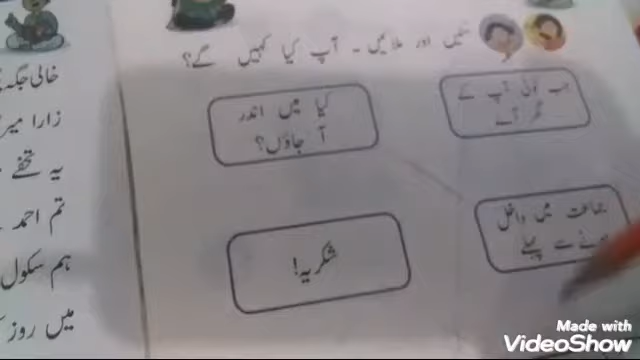 سنیں اور ملائیں - آپ کیا کہیں گے؟
جب کوئی آپ کے
گھر آئے
کیا میں اندر
آ جاؤں؟
جماعت میں داخل
ہونے سے پہلے
شکریہ!
خالی جگہ
زارا میر
یہ تحفے
تم احمد
ہم سکول
میں روز
Made with
VideoShow